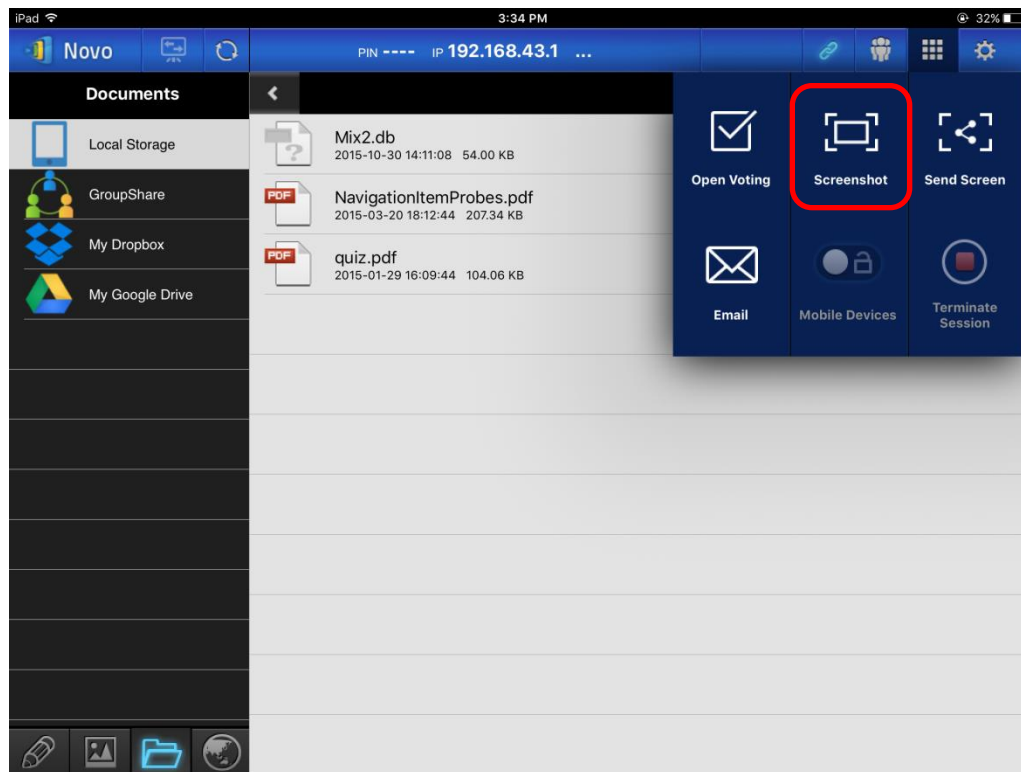 iPad 3:34 PM 32%
Novo PIN ---- IP 192.168.43.1 ...
Documents
Local Storage
GroupShare
My Dropbox
My Google Drive
Mix2.db
2015-10-30 14:11:08 54.00 KB
PDF
NavigationItemProbes.pdf
2015-03-20 18:12:44 207.34 KB
PDF
quiz.pdf
2015-01-29 16:09:44 104.06 KB
Open Voting
Screenshot
Send Screen
Email
Mobile Devices
Terminate
Session